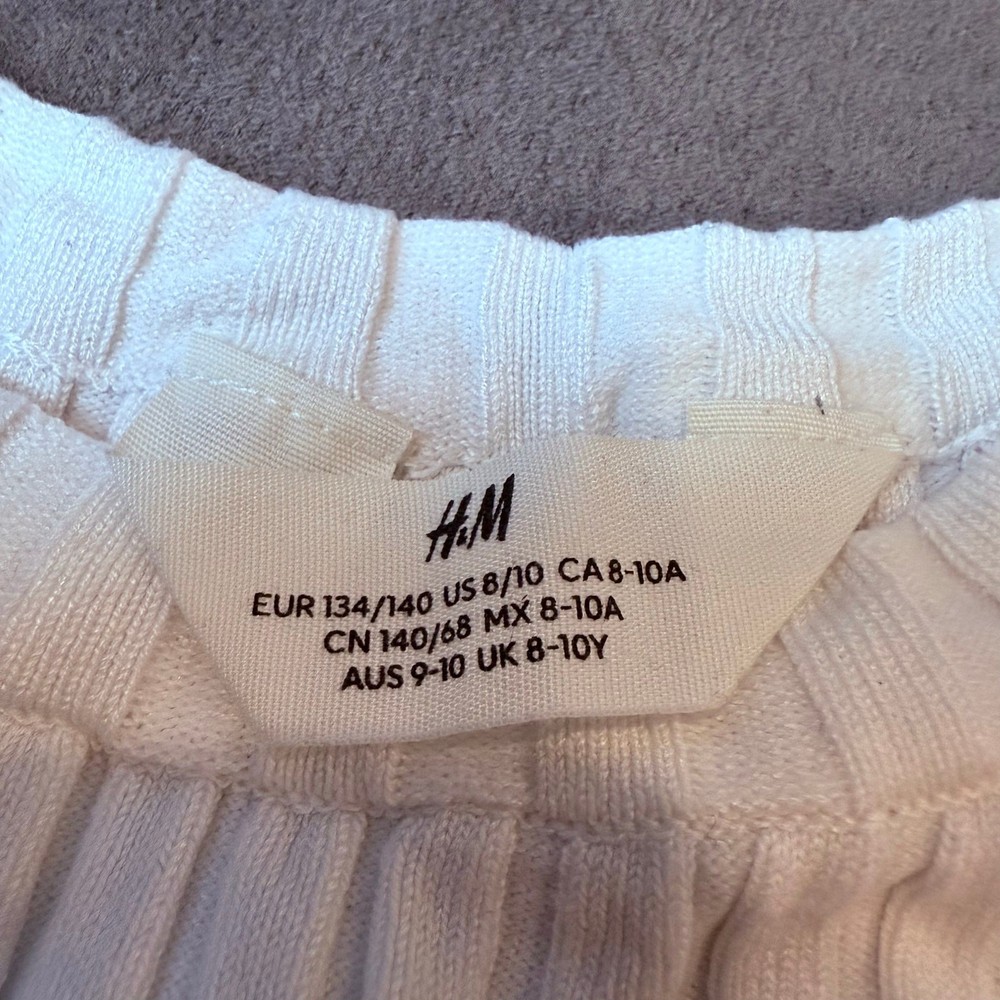 H&M
EUR 134/140 US 8/10 CA 8-10A
CN 140/68 MX 8-10A
AUS 9-10 UK 8-10Y